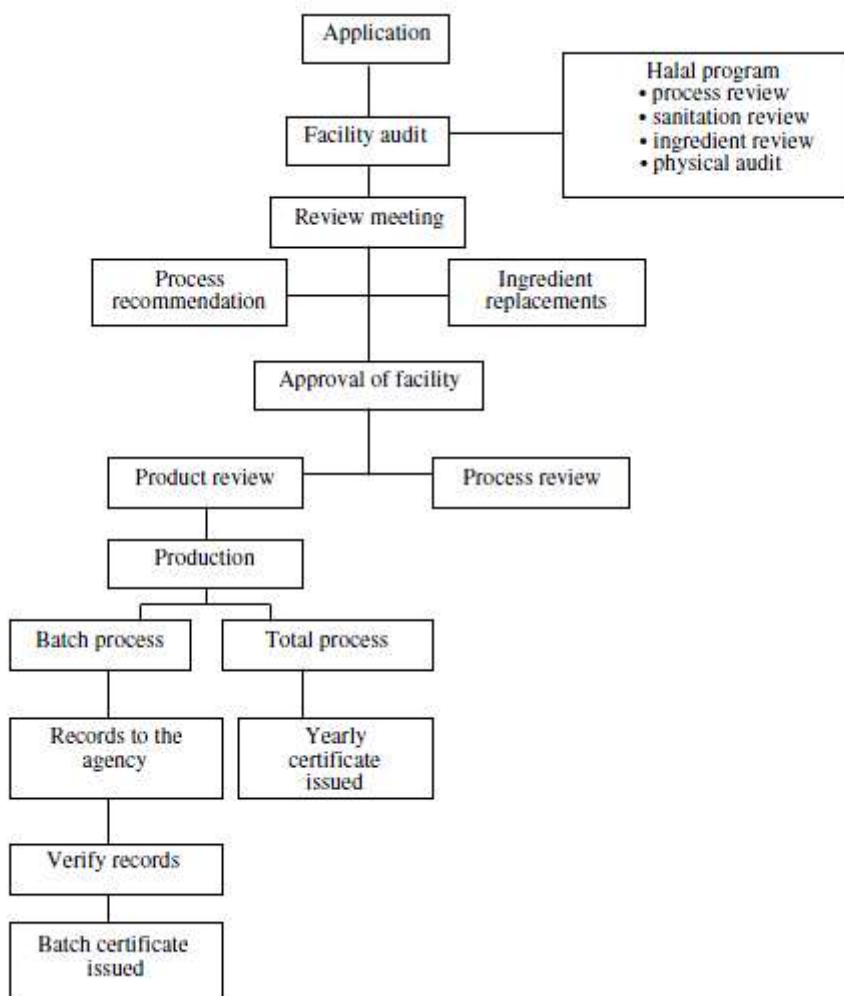 Application
Halal program
• process review
• sanitation review
• ingredient review
• physical audit
Facility audit
Review meeting
Process
recommendation
Ingredient
replacements
Approval of facility
Product review
Process review
Production
Batch process
Total process
Records to the
agency
Yearly
certificate
issued
Verify records
Batch certificate
issued